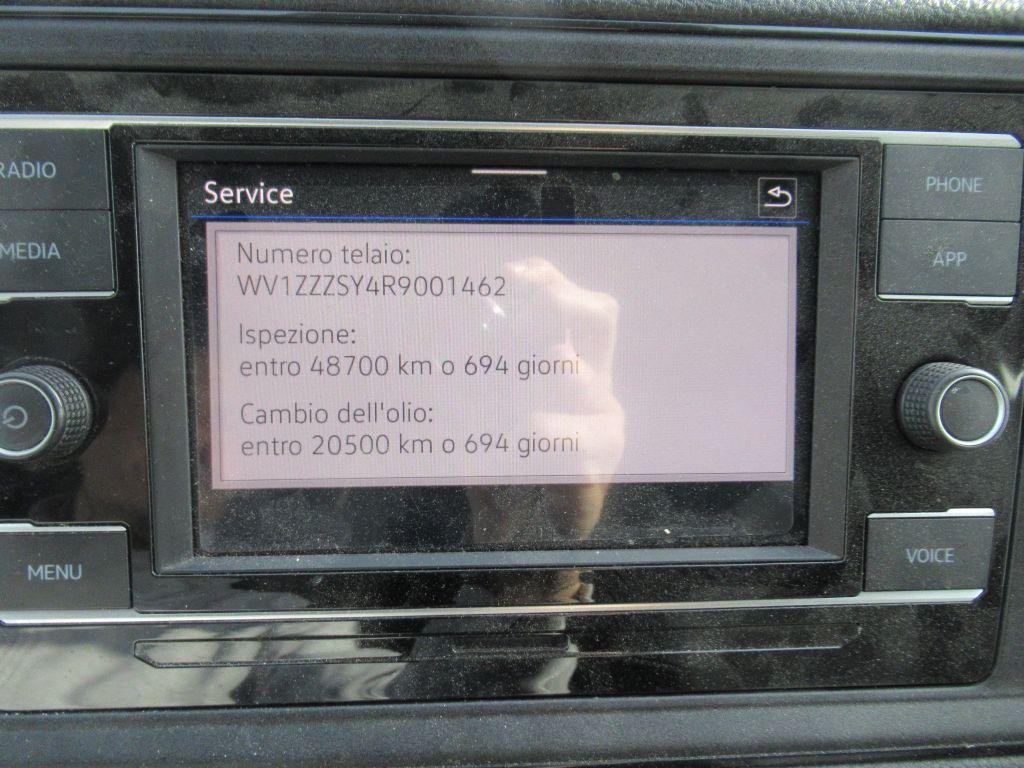 Service
RADIO
MEDIA
MENU
PHONE
APP
VOICE
Numero telaio:
WV1ZZZSY4R9001462
Ispezione:
entro 48700 km o 694 giorni
Cambio dell'olio:
entro 20500 km o 694 giorni